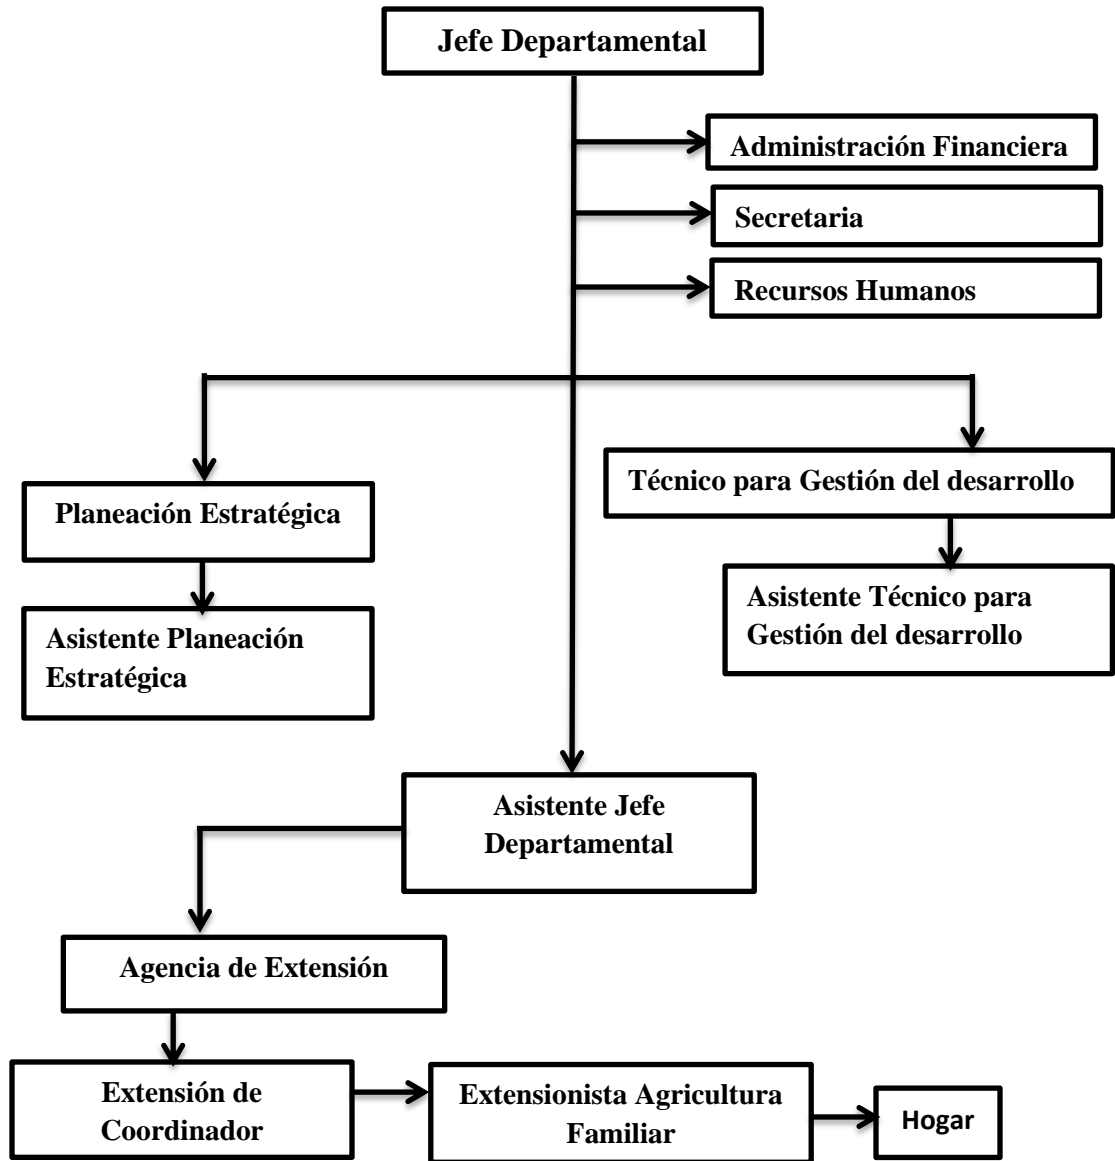 Jefe Departamental
Administración Financiera
Secretaria
Recursos Humanos
Planeación Estratégica
Técnico para Gestión del desarrollo
Asistente Planeación
Estratégica
Asistente Técnico para
Gestión del desarrollo
Asistente Jefe
Departamental
Agencia de Extensión
Extensión de
Coordinador
Extensionista Agricultura
Familiar
Hogar